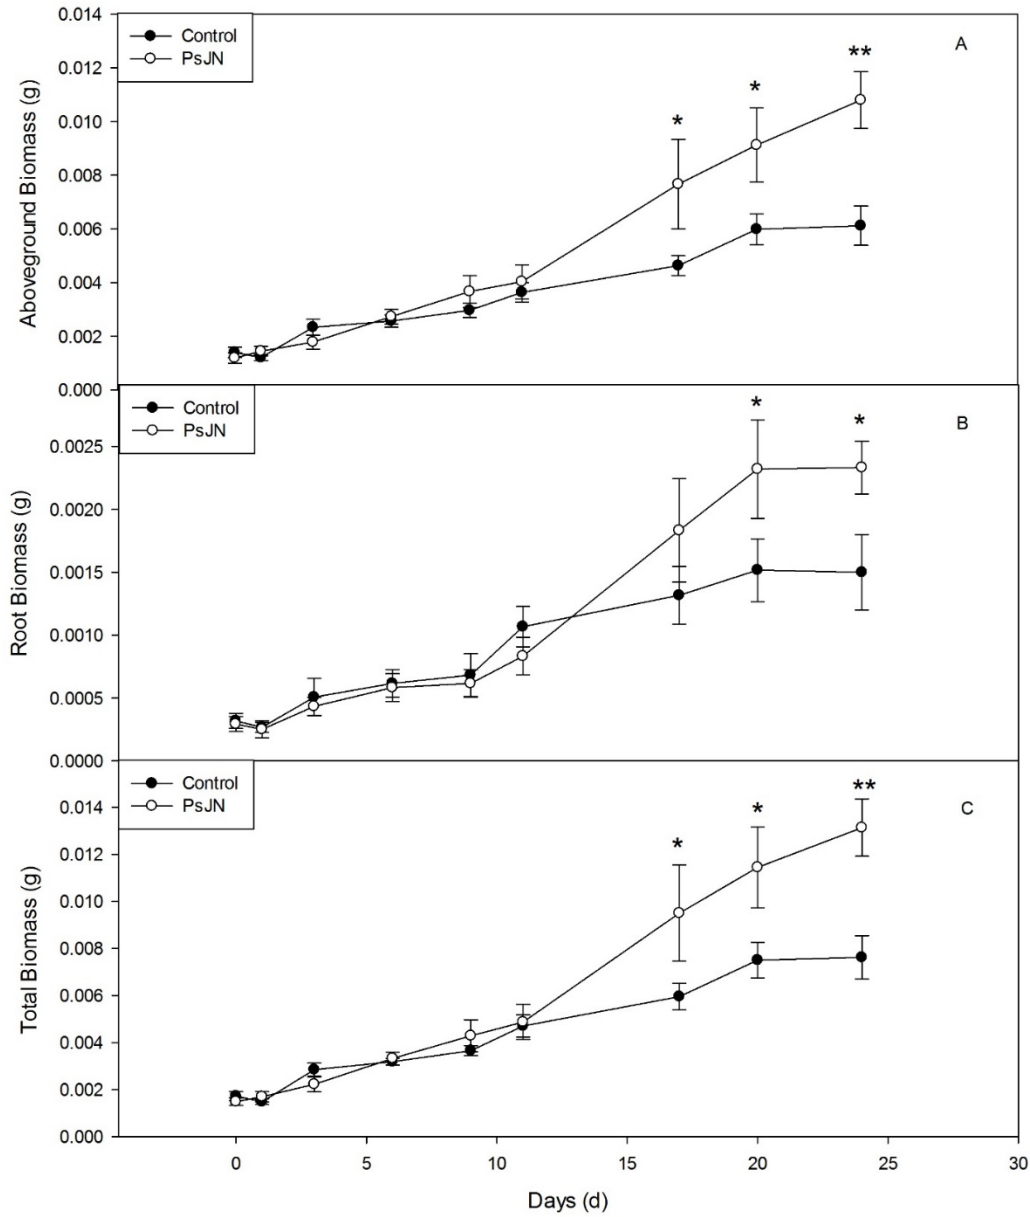 0.014
Control
PsJN
A
**
0.012
*
*
0.010
0.008
0.006
0.004
0.002
0.000
Aboveground Biomass (g)
Control
PsJN
B
*
*
0.0025
0.0020
0.0015
0.0010
0.0005
0.0000
Root Biomass (g)
Control
PsJN
C
**
*
*
0.014
0.012
0.010
0.008
0.006
0.004
0.002
0.000
Total Biomass (g)
0 5 10 15 20 25 30
Days (d)